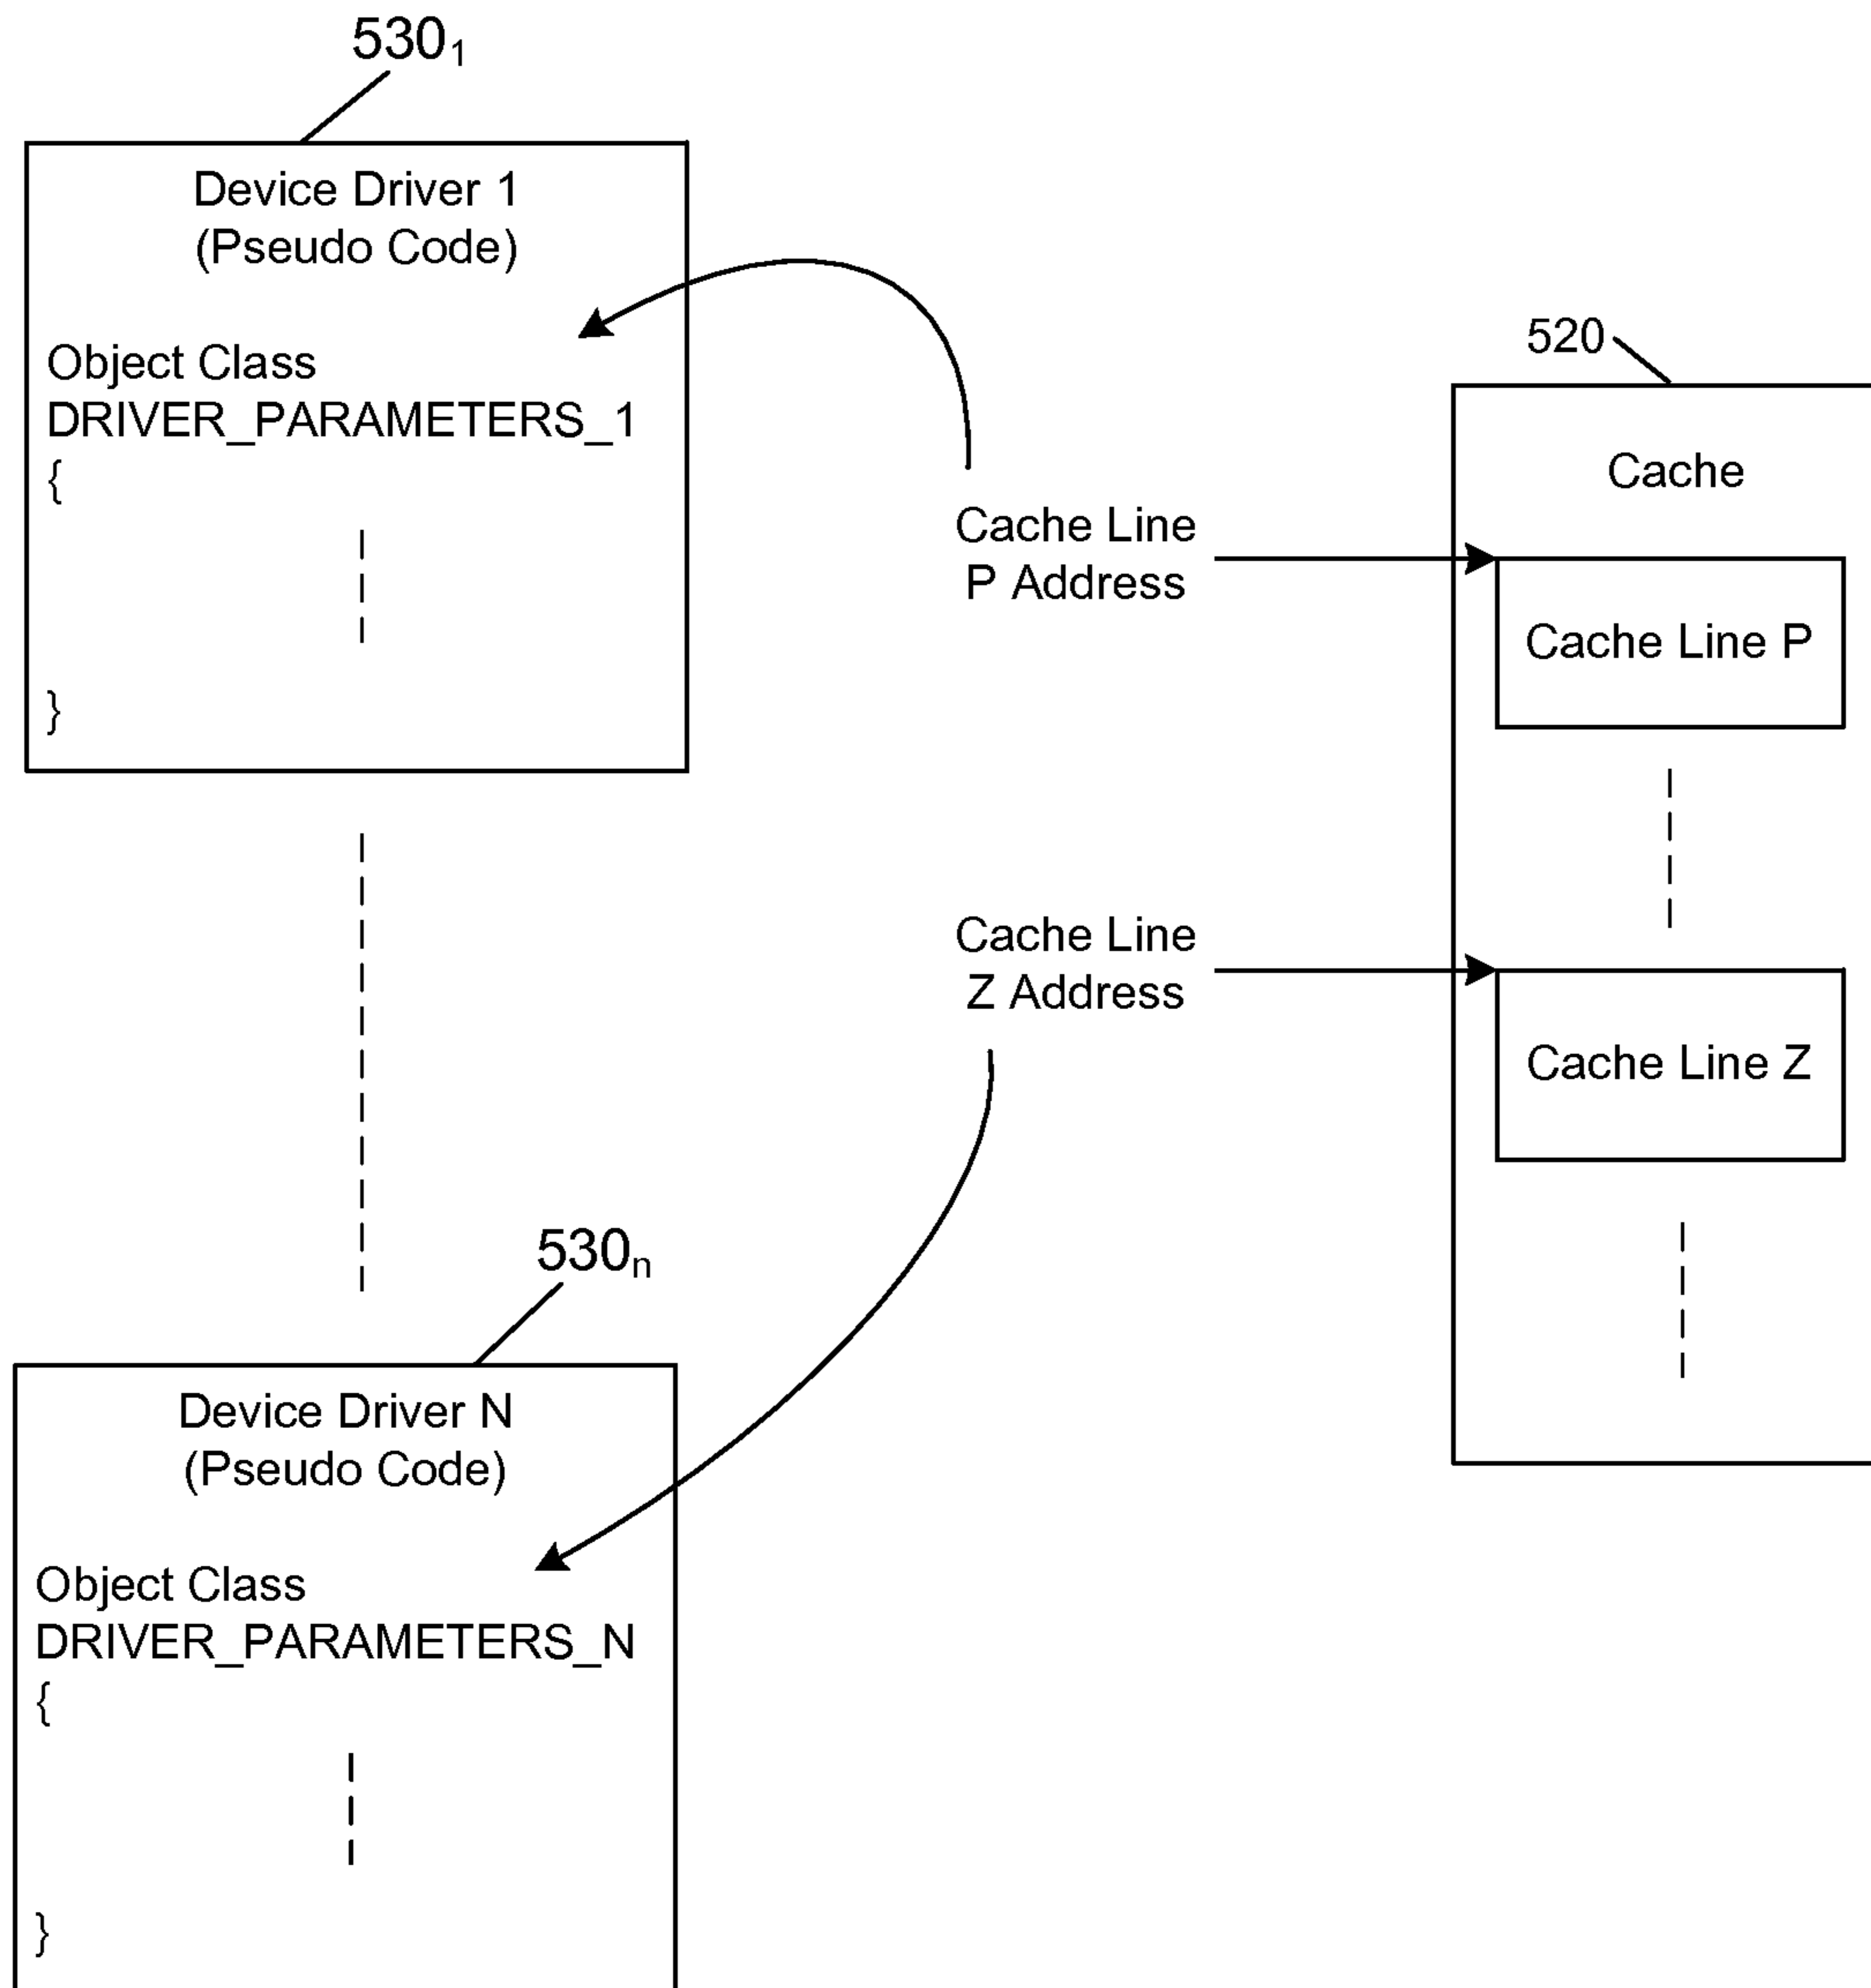 530₁
Device Driver 1
(Pseudo Code)
Object Class
DRIVER_PARAMETERS_1
{
}
Cache Line
P Address
520
Cache
Cache Line P
Cache Line
Z Address
Cache Line Z
530ₙ
Device Driver N
(Pseudo Code)
Object Class
DRIVER_PARAMETERS_N
{
}